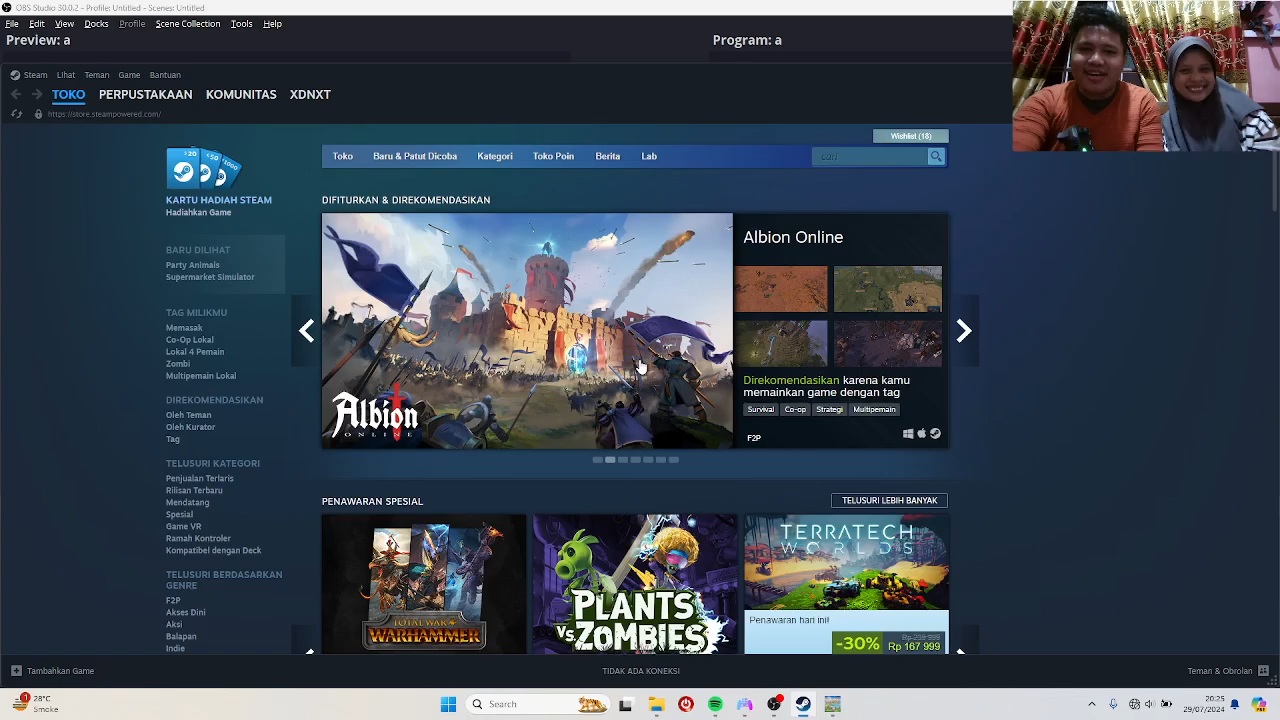 OBS Studio 30.0.2 - Profile: Untitled - Scenes: Untitled
File Edit View Docks Profile Scene Collection Tools Help
Preview: a
Program: a
Steam Lihat Teman Game Bantuan
TOKO PERPUSTAKAAN KOMUNITAS XDNXT
https://store.steampowered.com/
Wishlist (18)
Toko Baru & Patut Dicoba Kategori Toko Poin Berita Lab
cari
KARTU HADIAH STEAM
Hadiahkan Game
BARU DILIHAT
Party Animals
Supermarket Simulator
TAG MILIKMU
Memasak
Co-Op Lokal
Lokal 4 Pemain
Zombi
Multipemain Lokal
DIREKOMENDASIKAN
Oleh Teman
Oleh Kurator
Tag
TELUSURI KATEGORI
Penjualan Terlaris
Rilisan Terbaru
Mendatang
Spesial
Game VR
Ramah Kontroler
Kompatibel dengan Deck
TELUSURI BERDASARKAN
GENRE
F2P
Akses Dini
Aksi
Balapan
Indie
DIFITURKAN & DIREKOMENDASIKAN
Albion
ONLINE
Albion Online
Direkomendasikan karena kamu
memainkan game dengan tag
Survival Co-op Strategi Multipemain
F2P
PENAWARAN SPESIAL
TELUSURI LEBIH BANYAK
TOTAL WAR
WARHAMMER
PLANTS
VS. ZOMBIES
TERRATECH
WORLDS
Penawaran hari ini!
-30%
Rp 167 999
Tambahkan Game
TIDAK ADA KONEKSI
Teman & Obrolan
28°C
Smoke
Search
20:25
29/07/2024